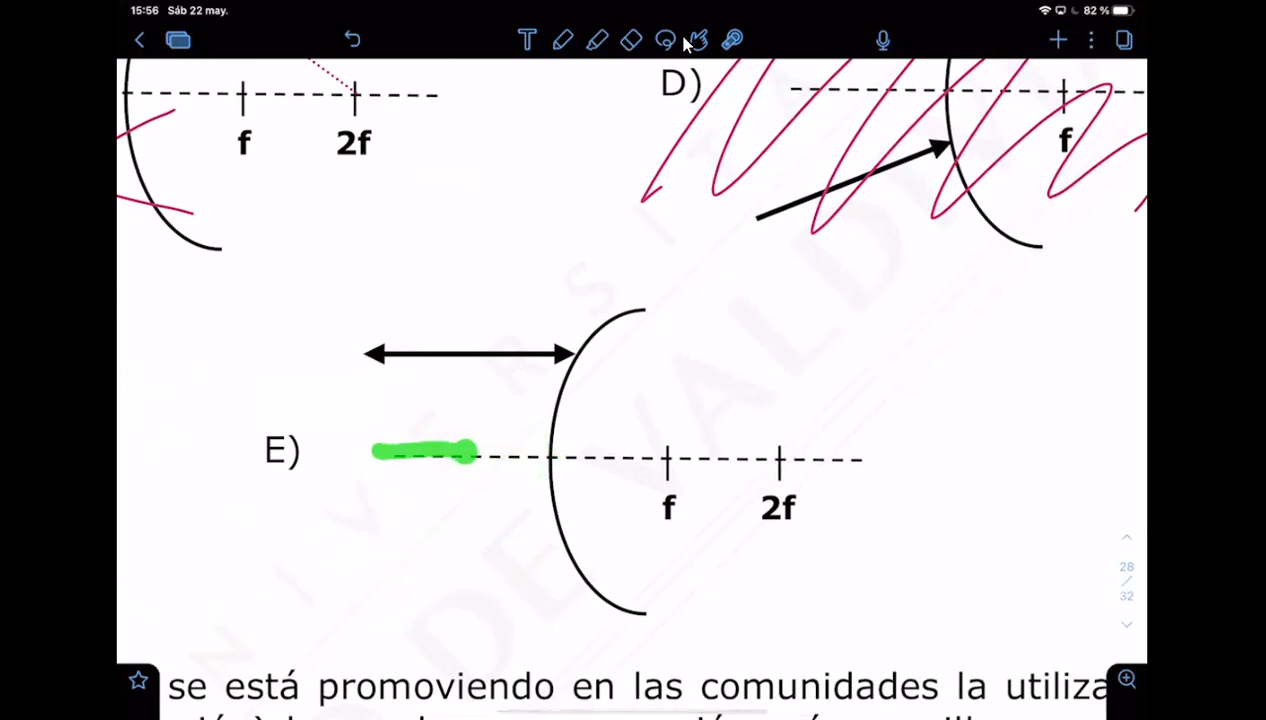 15:56 Sáb 22 may. 82 %
D)
f 2f f
E)
f 2f
28
/
32
se está promoviendo en las comunidades la utiliza